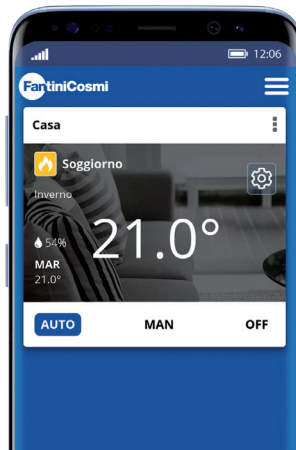 12:06
FantiniCosmi
Casa
Soggiorno
Inverno
54%
21.0°
MAR
21.0°
AUTO MAN OFF